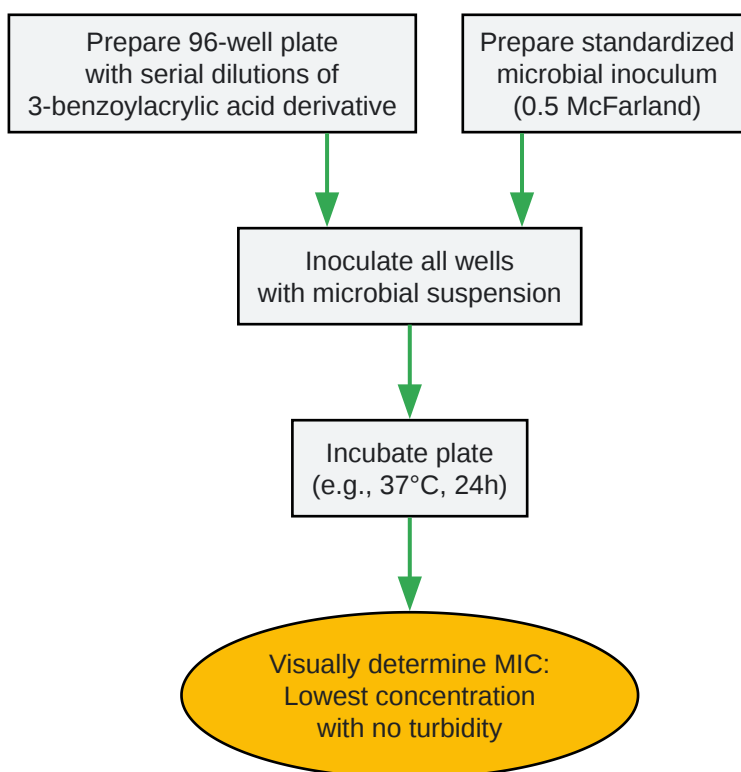 Prepare 96-well plate
with serial dilutions of
3-benzoylacrylic acid derivative
Prepare standardized
microbial inoculum
(0.5 McFarland)
Inoculate all wells
with microbial suspension
Incubate plate
(e.g., 37°C, 24h)
Visually determine MIC:
Lowest concentration
with no turbidity